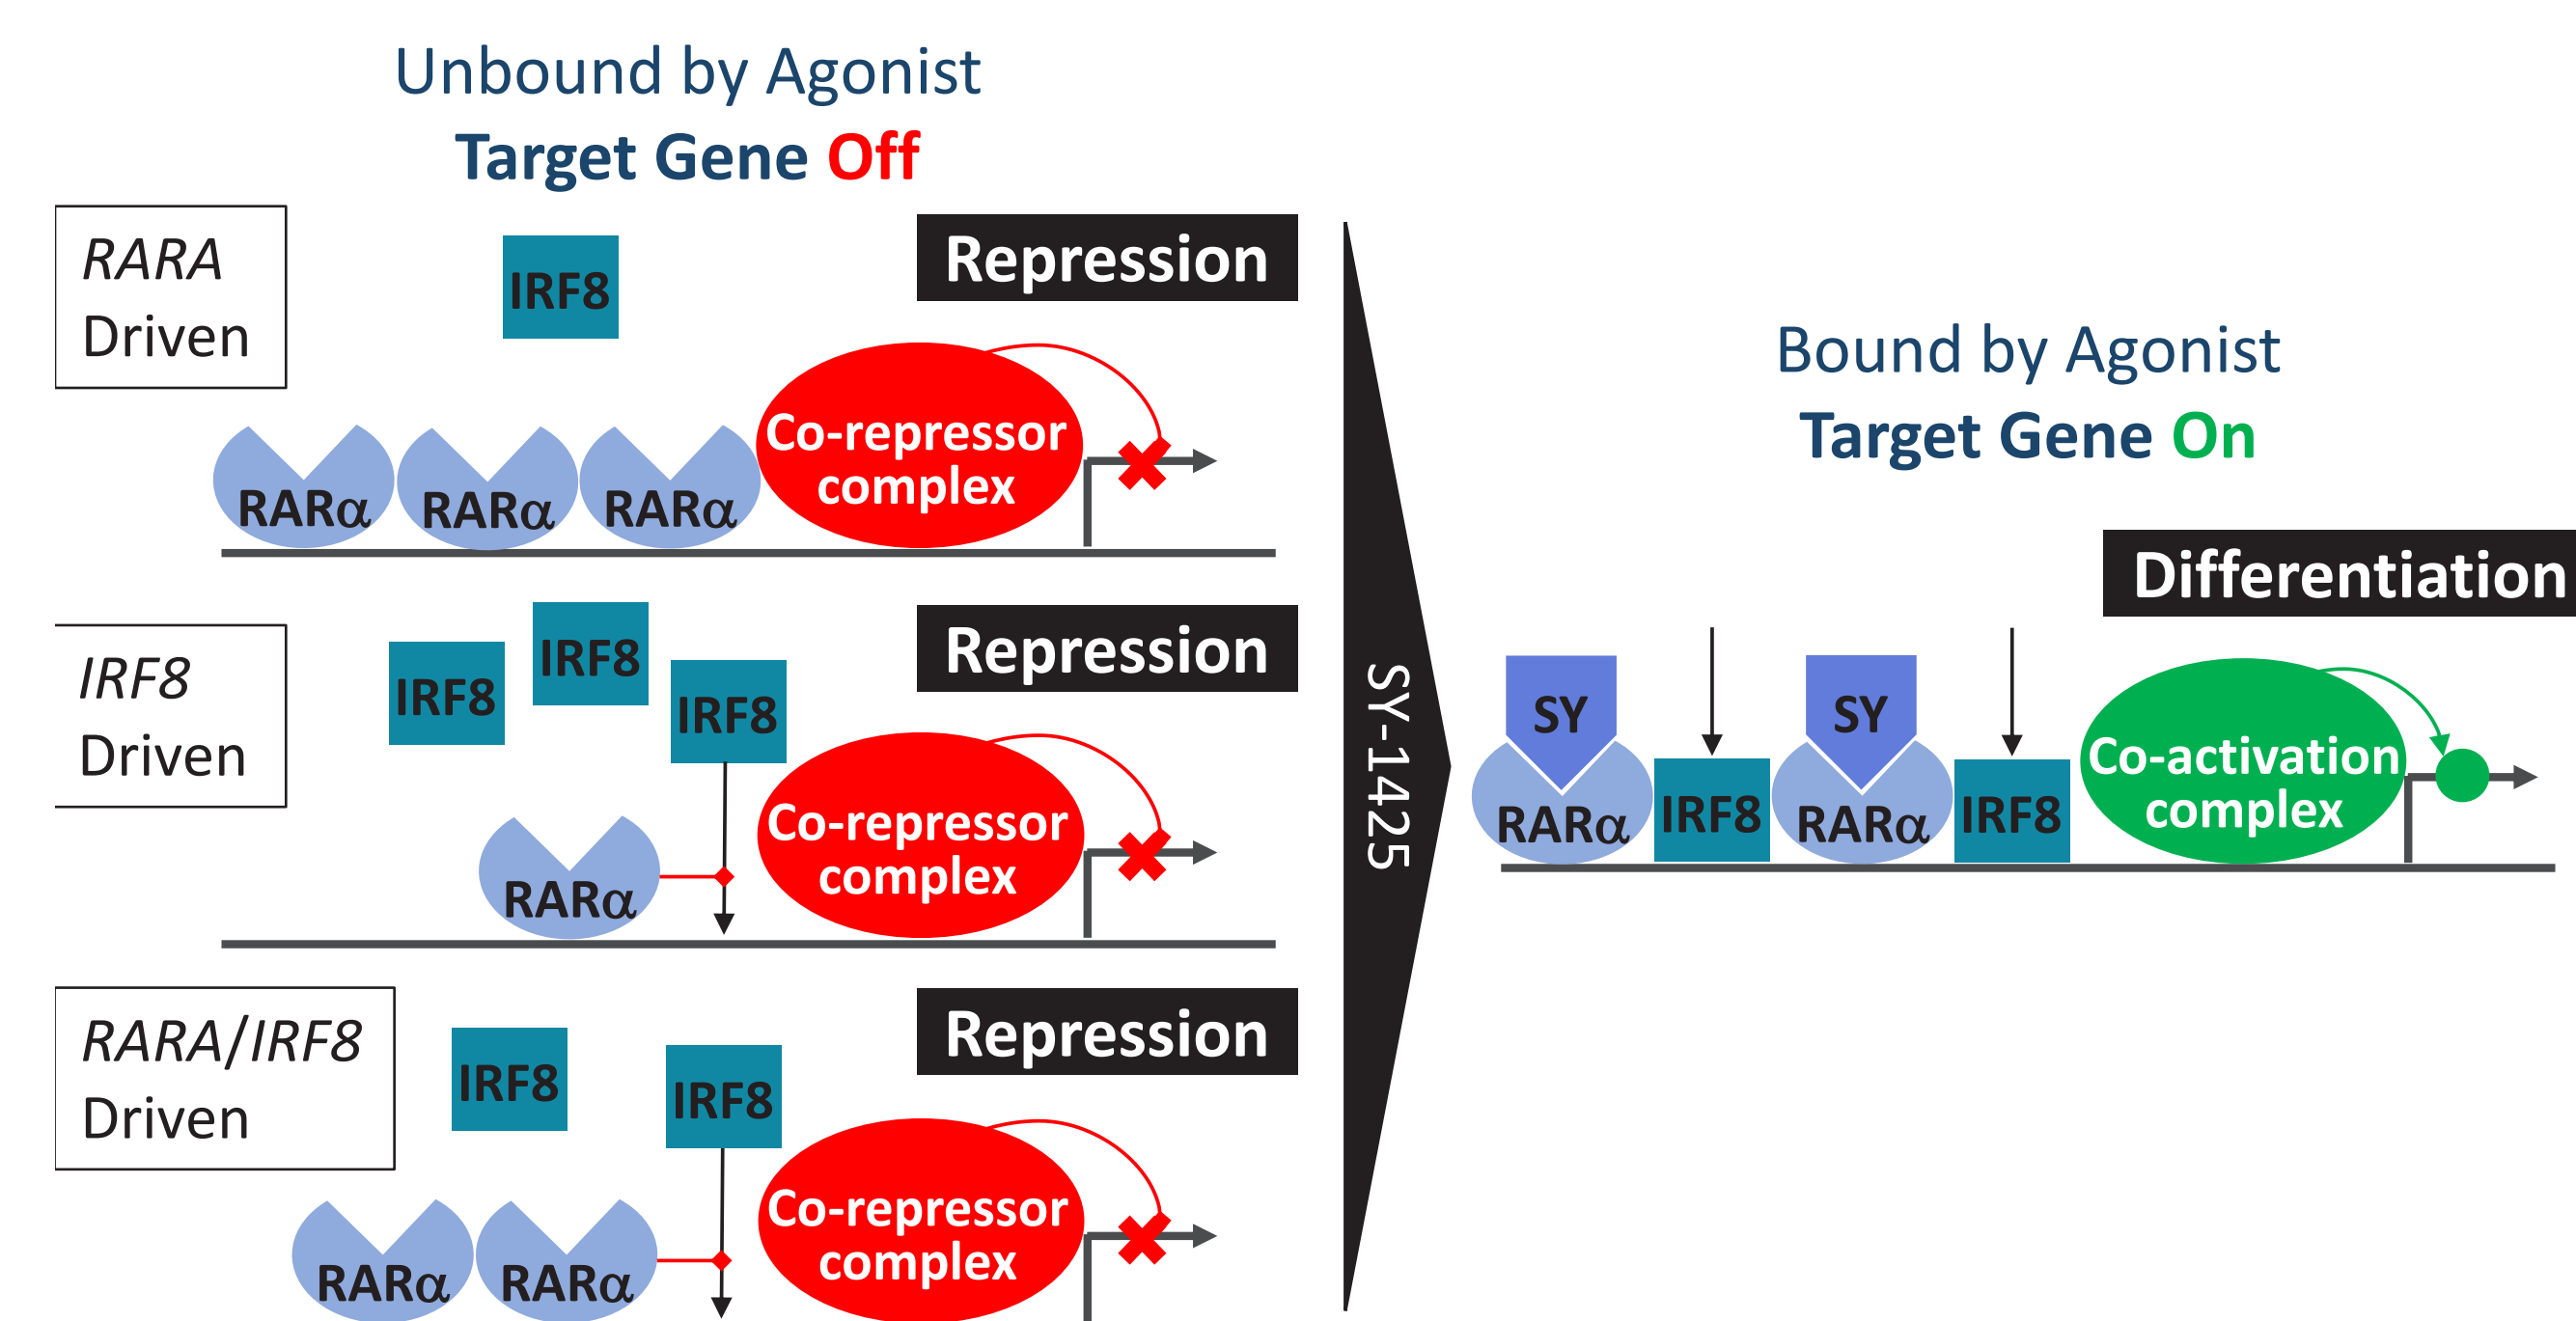 Unbound by Agonist
Target Gene Off
RARA
Driven
IRF8
Repression
RARα
RARα
RARα
Co-repressor
complex
IRF8
Driven
IRF8
IRF8
IRF8
Repression
RARα
Co-repressor
complex
RARA/IRF8
Driven
IRF8
IRF8
Repression
RARα
RARα
Co-repressor
complex
SY-1425
Bound by Agonist
Target Gene On
Differentiation
SY
RARα
IRF8
SY
RARα
IRF8
Co-activation
complex